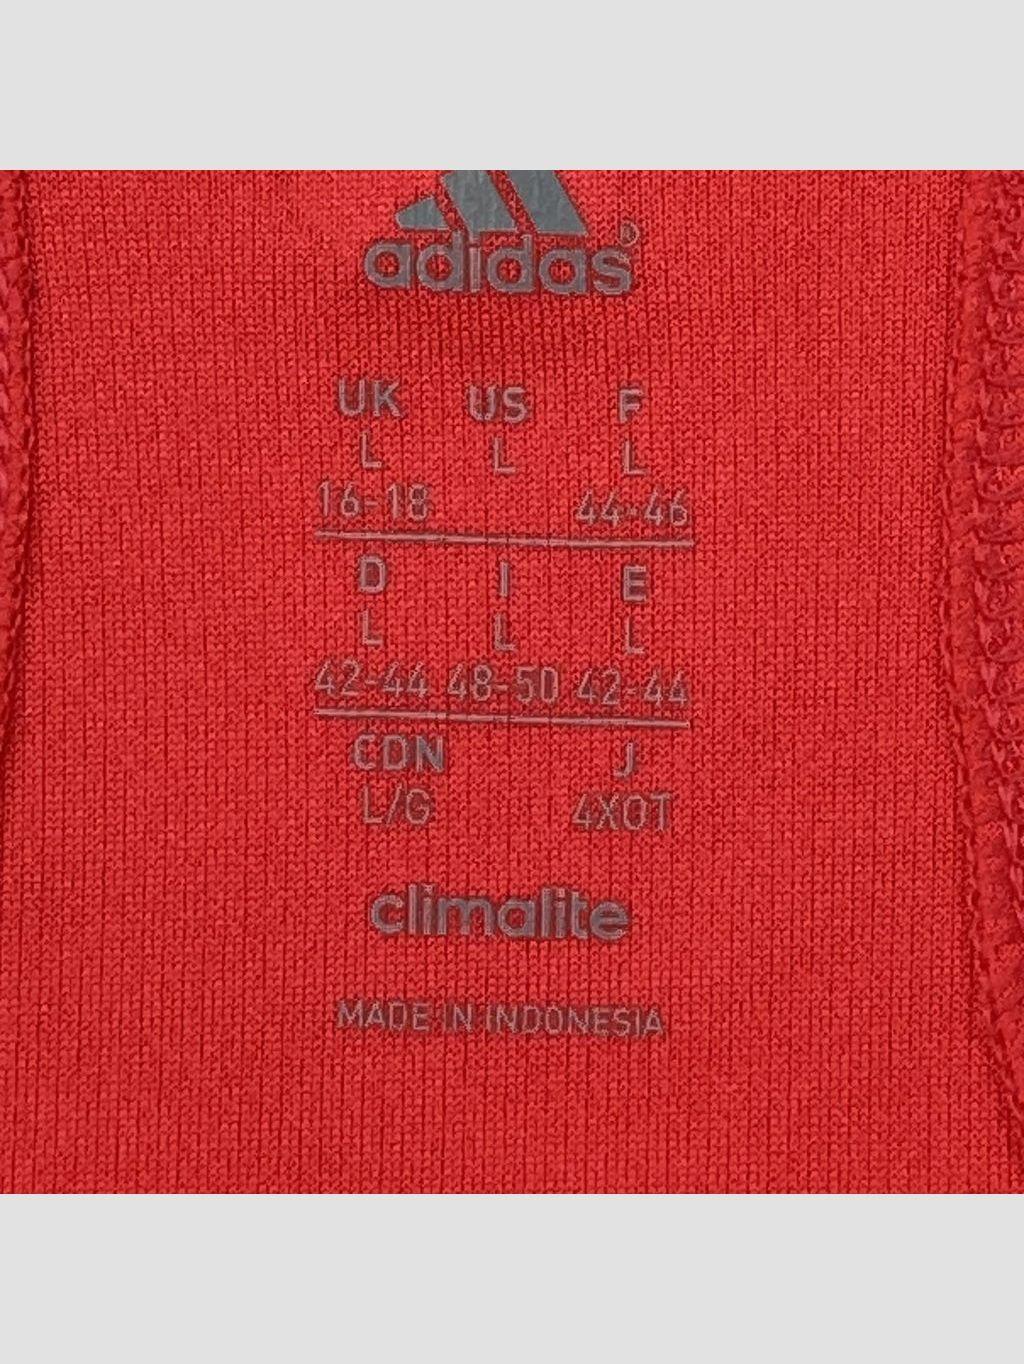 adidas®
UK US F
L L L
16-18 44-46
D I E
L L L
42-44 48-50 42-44
CDN J
L/G 4XOT
climalite
MADE IN INDONESIA